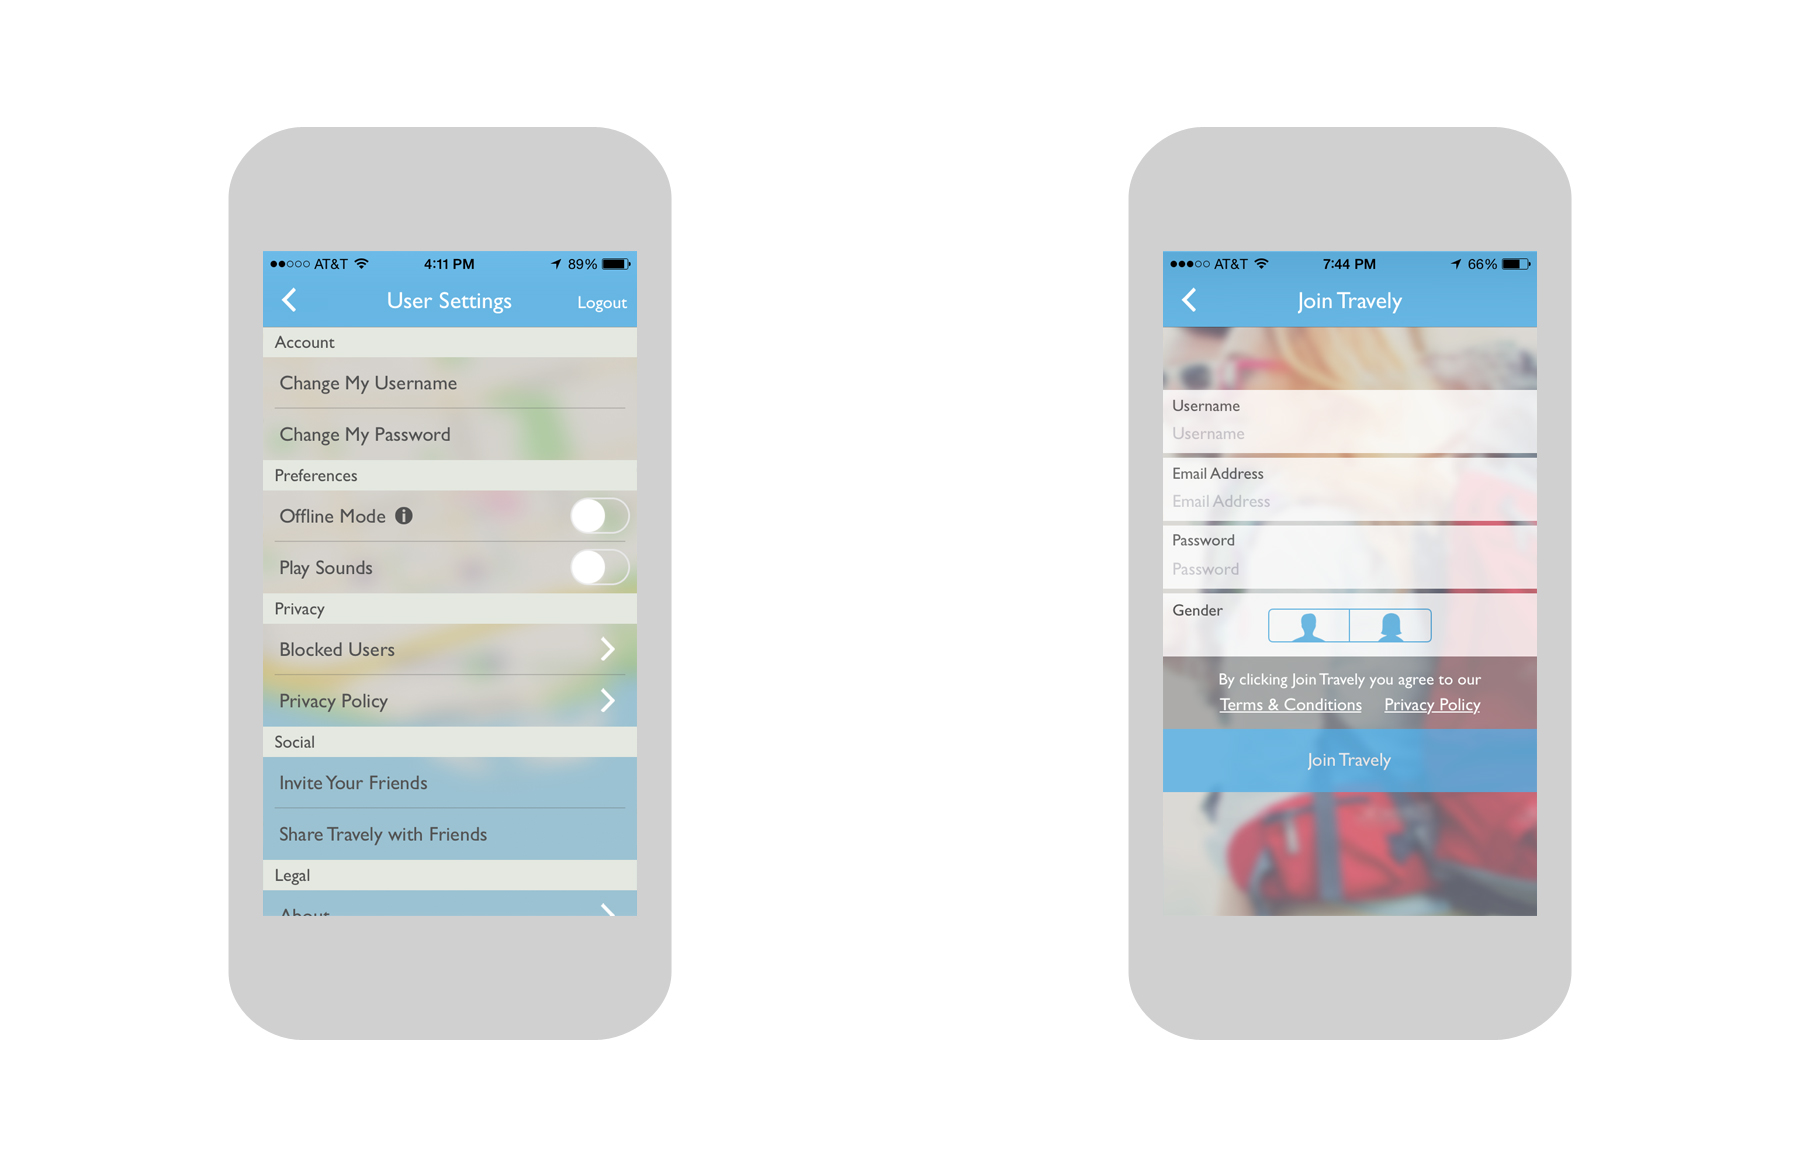 AT&T 4:11 PM 89%
User Settings Logout
Account
Change My Username
Change My Password
Preferences
Offline Mode i
Play Sounds
Privacy
Blocked Users
Privacy Policy
Social
Invite Your Friends
Share Travely with Friends
Legal
About
AT&T 7:44 PM 66%
Join Travely
Username
Username
Email Address
Email Address
Password
Password
Gender
By clicking Join Travely you agree to our
Terms & Conditions Privacy Policy
Join Travely